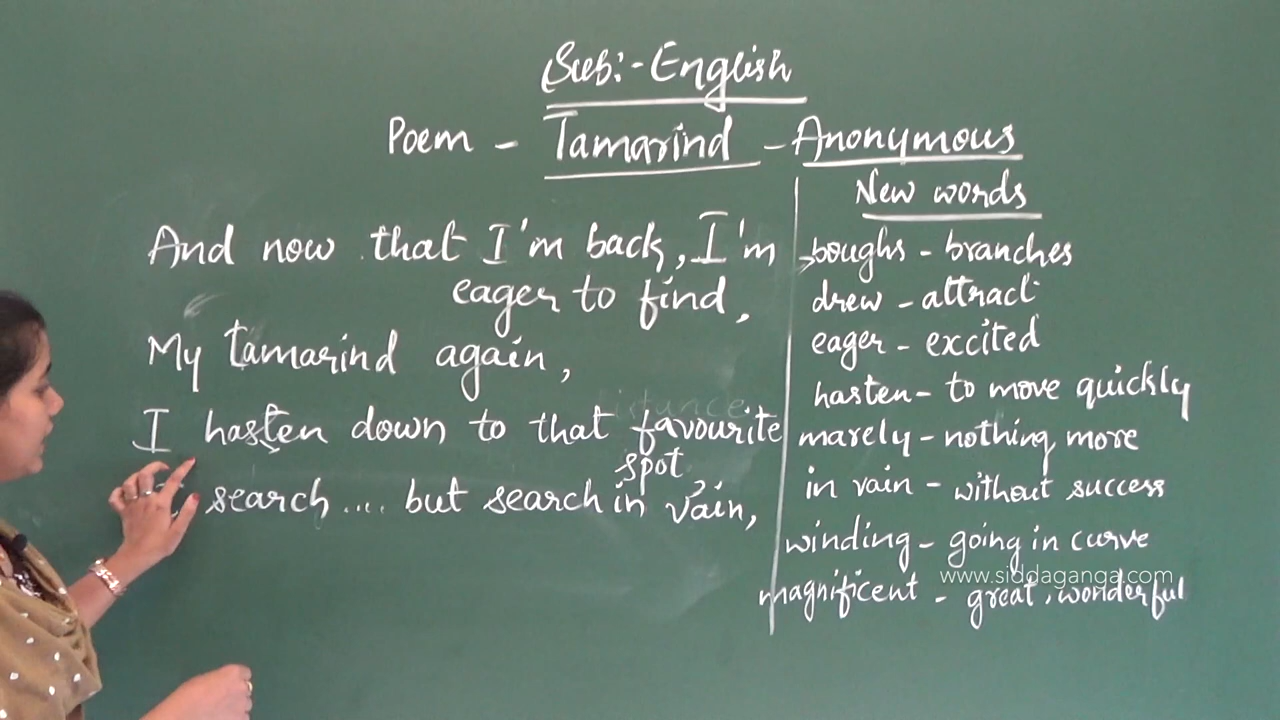 Sub:- English
Poem - Tamarind - Anonymous
And now that I'm back, I'm
eager to find,
My tamarind again,
I hasten down to that favourite
spot,
search.... but search in vain,
New words
boughs - branches
drew - attract
eager - excited
hasten - to move quickly
marely - nothing more
in vain - without success
winding - going in curve
magnificent - great, wonderful
www.siddaganga.com